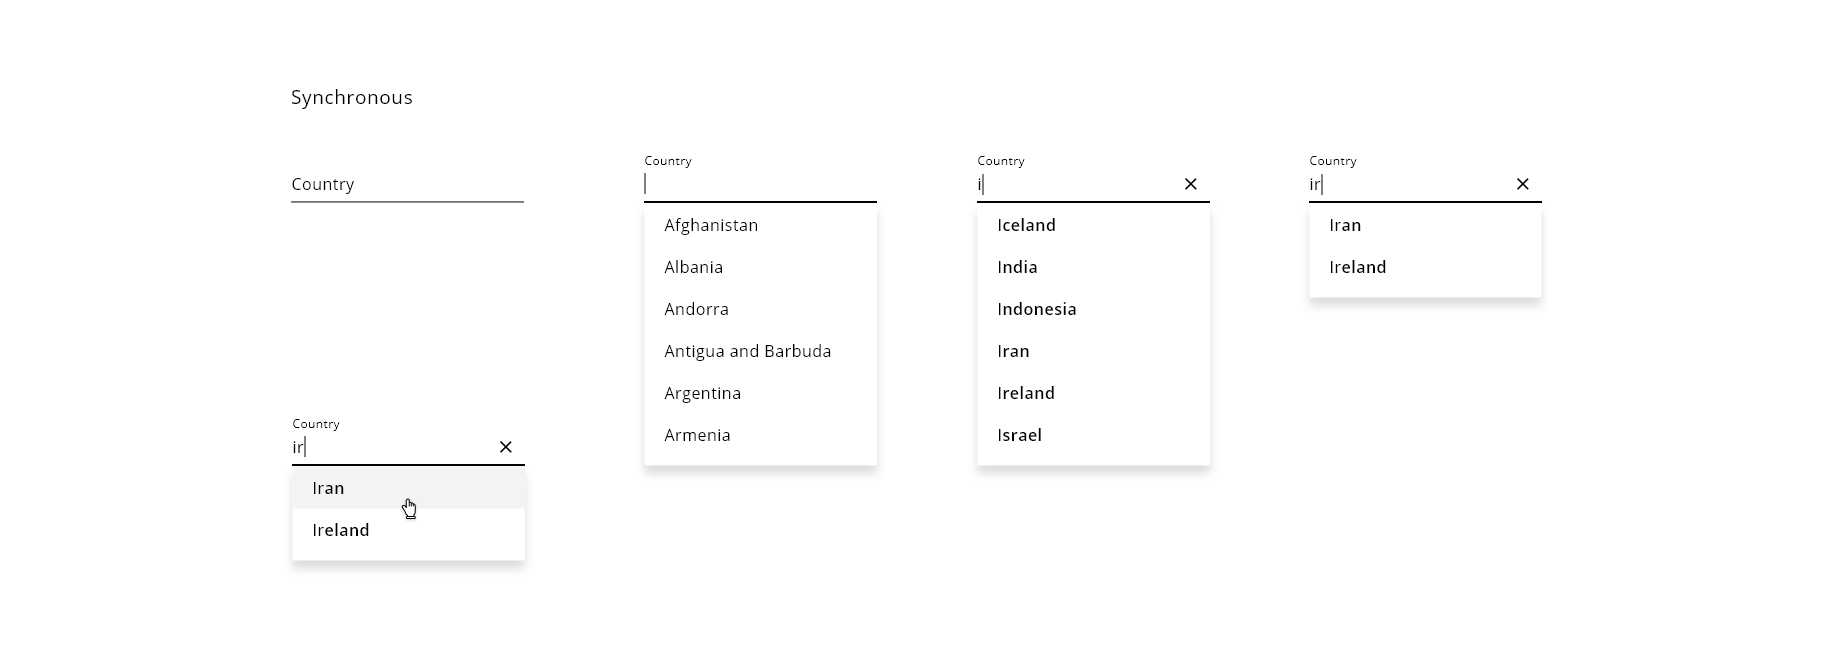 Synchronous
Country
Country
Afghanistan
Albania
Andorra
Antigua and Barbuda
Argentina
Armenia
Country
i
Iceland
India
Indonesia
Iran
Ireland
Israel
Country
ir
Iran
Ireland
Country
ir
Iran
Ireland